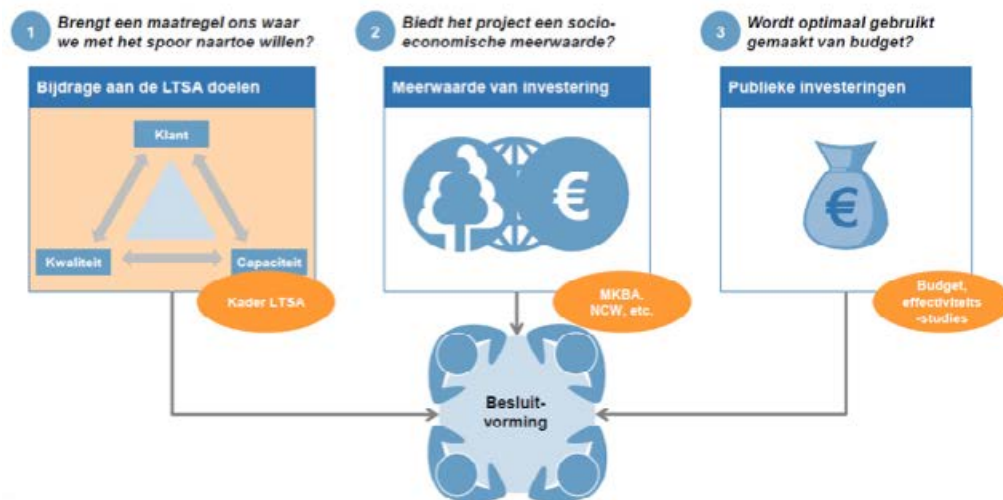 1
Brengt een maatregel ons waar
we met het spoor naartoe willen?
Bijdrage aan de LTSA doelen
Klant
Kwaliteit
Capaciteit
Kader LTSA
2
Biedt het project een socio-
economische meerwaarde?
Meerwaarde van investering
€
MKBA.
NCW, etc.
3
Wordt optimaal gebruikt
gemaakt van budget?
Publieke investeringen
€
Budget,
effectiviteits
-studies
Besluit-
vorming